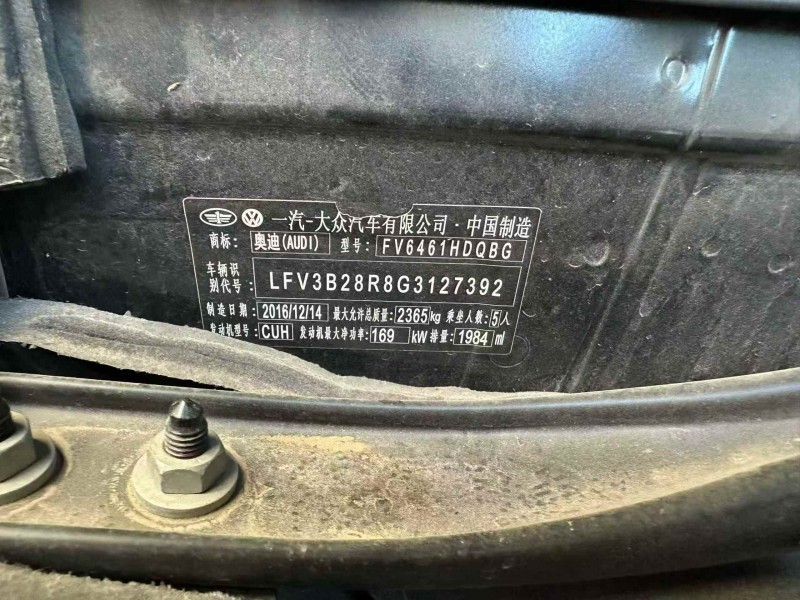 一汽-大众汽车有限公司·中国制造
商标: 奥迪(AUDI) 型号: FV6461HDQBG
车辆识
别代号: LFV3B28R8G3127392
制造日期: 2016/12/14 最大允许总质量: 2365kg 乘坐人数: 5人
发动机型号: CUH 发动机最大净功率: 169 kW 排量: 1984 ml